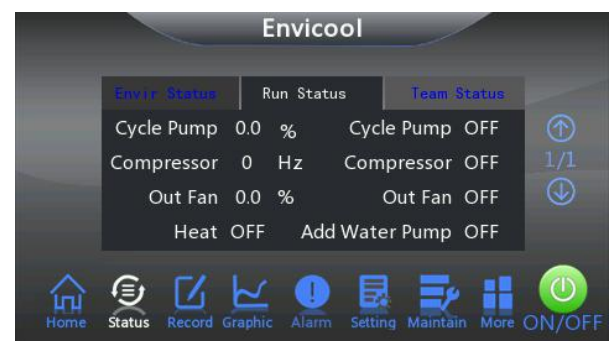 Envicool
Envir Status Run Status Team Status
Cycle Pump 0.0 % Cycle Pump OFF
Compressor 0 Hz Compressor OFF
1/1
Out Fan 0.0 % Out Fan OFF
Heat OFF Add Water Pump OFF
Home Status Record Graphic Alarm Setting Maintain More ON/OFF